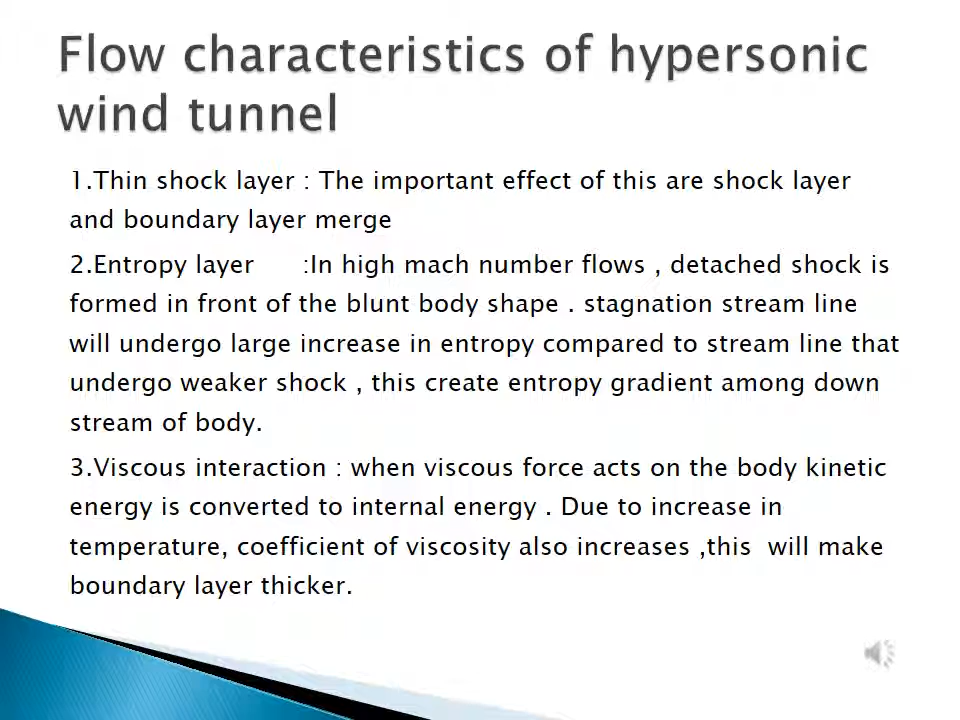 Flow characteristics of hypersonic
wind tunnel
1.Thin shock layer : The important effect of this are shock layer
and boundary layer merge
2.Entropy layer :In high mach number flows , detached shock is
formed in front of the blunt body shape . stagnation stream line
will undergo large increase in entropy compared to stream line that
undergo weaker shock , this create entropy gradient among down
stream of body.
3.Viscous interaction : when viscous force acts on the body kinetic
energy is converted to internal energy . Due to increase in
temperature, coefficient of viscosity also increases ,this will make
boundary layer thicker.